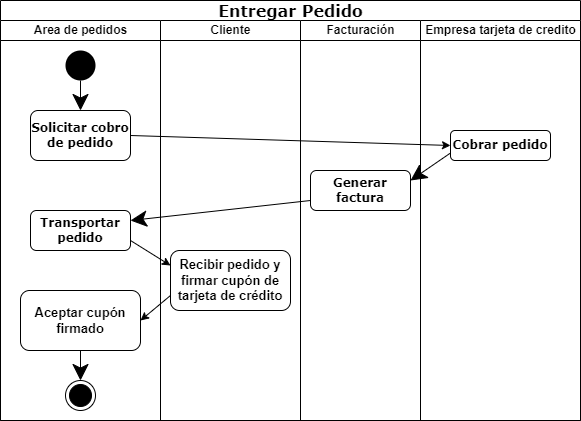 Entregar Pedido
Area de pedidos
Cliente
Facturación
Empresa tarjeta de credito
Solicitar cobro
de pedido
Cobrar pedido
Generar
factura
Transportar
pedido
Recibir pedido y
firmar cupón de
tarjeta de crédito
Aceptar cupón
firmado